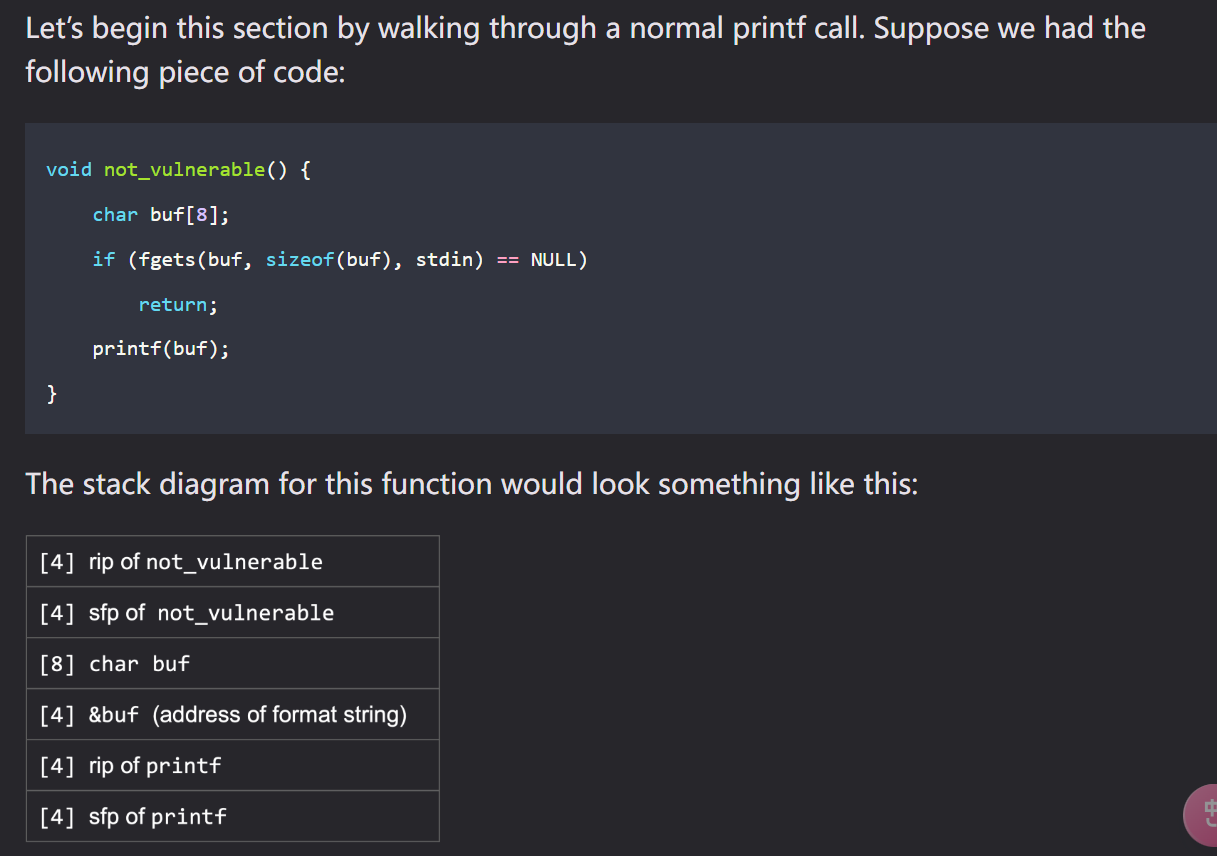 Let's begin this section by walking through a normal printf call. Suppose we had the
following piece of code:
void not_vulnerable() {
    char buf[8];
    if (fgets(buf, sizeof(buf), stdin) == NULL)
        return;
    printf(buf);
}
The stack diagram for this function would look something like this:
[4] rip of not_vulnerable
[4] sfp of not_vulnerable
[8] char buf
[4] &buf (address of format string)
[4] rip of printf
[4] sfp of printf